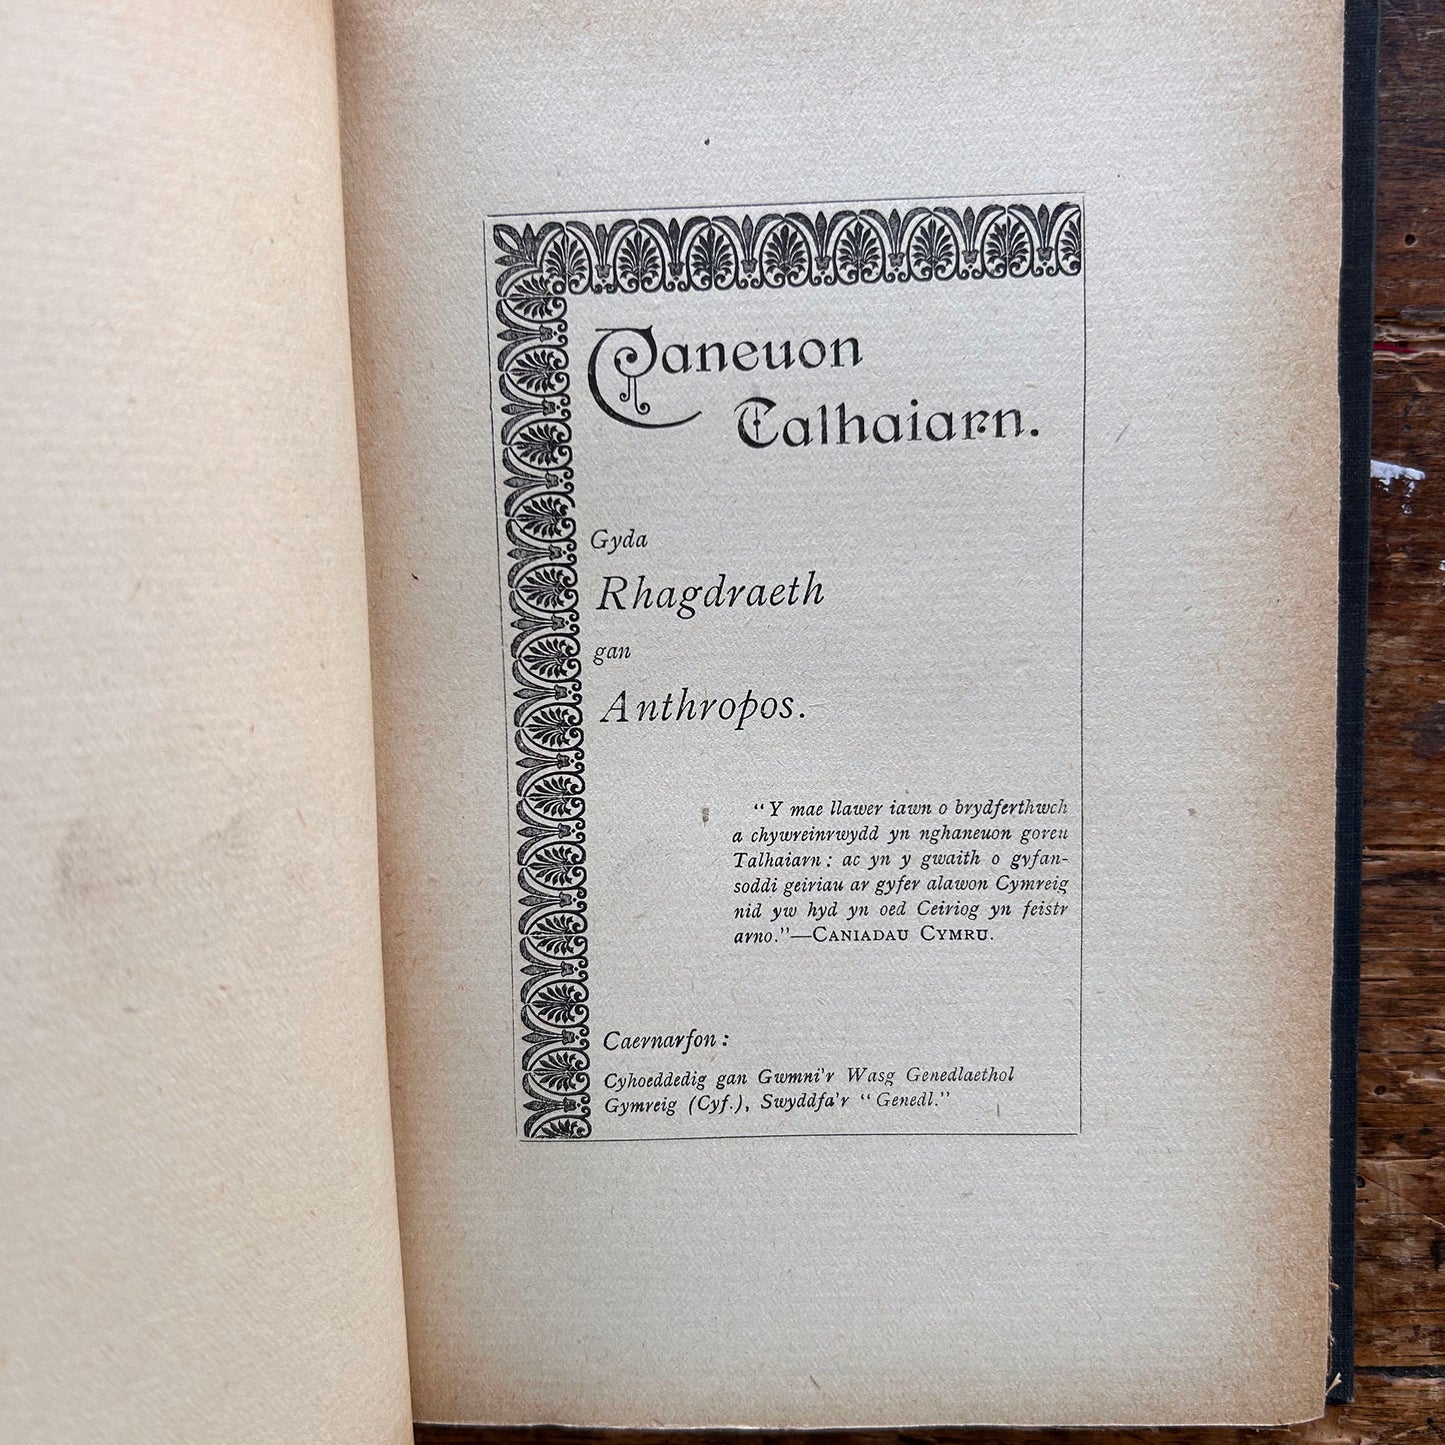 Caneuon
Talhaiarn.
Gyda
Rhagdraeth
gan
Anthropos.
"Y mae llawer iawn o brydferthwch
a chywreinrwydd yn nghaneuon goreu
Talhaiarn: ac yn y gwaith o gyfan-
soddi geiriau ar gyfer alawon Cymreig
nid yw hyd yn oed Ceiriog yn feistr
arno."—CANIADAU CYMRU.
Caernarfon:
Cyhoeddedig gan Gwmni'r Wasg Genedlaethol
Gymreig (Cyf.), Swyddfa'r "Genedl."